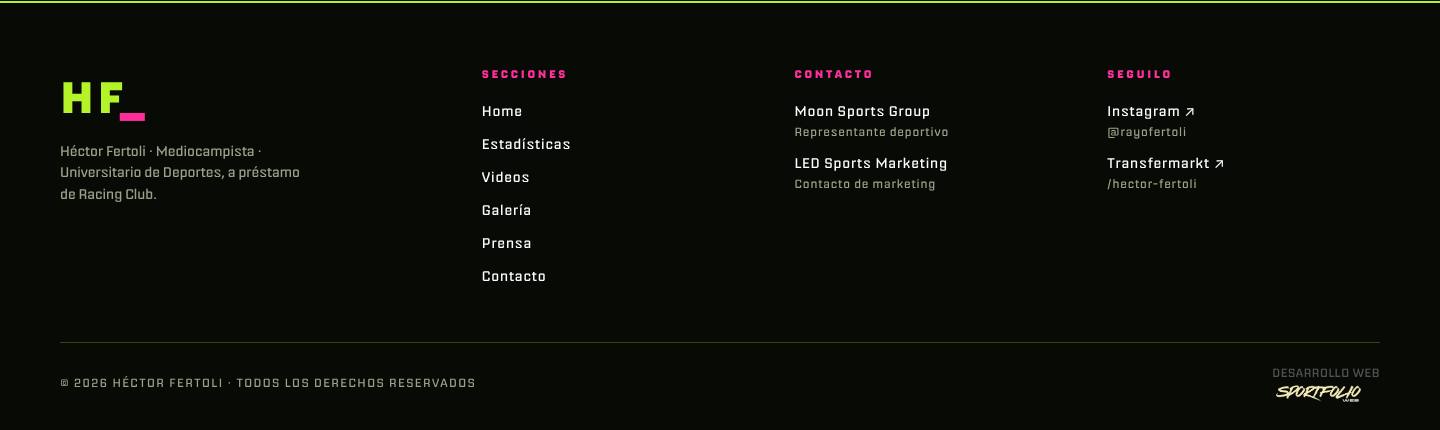 HF_
Héctor Fertoli · Mediocampista ·
Universitario de Deportes, a préstamo
de Racing Club.
SECCIONES
Home
Estadísticas
Videos
Galería
Prensa
Contacto
CONTACTO
Moon Sports Group
Representante deportivo
LED Sports Marketing
Contacto de marketing
SEGUILO
Instagram ↗
@rayofertoli
Transfermarkt ↗
/hector-fertoli
© 2026 HÉCTOR FERTOLI · TODOS LOS DERECHOS RESERVADOS
DESARROLLO WEB
SPORTFOLIO
WEB